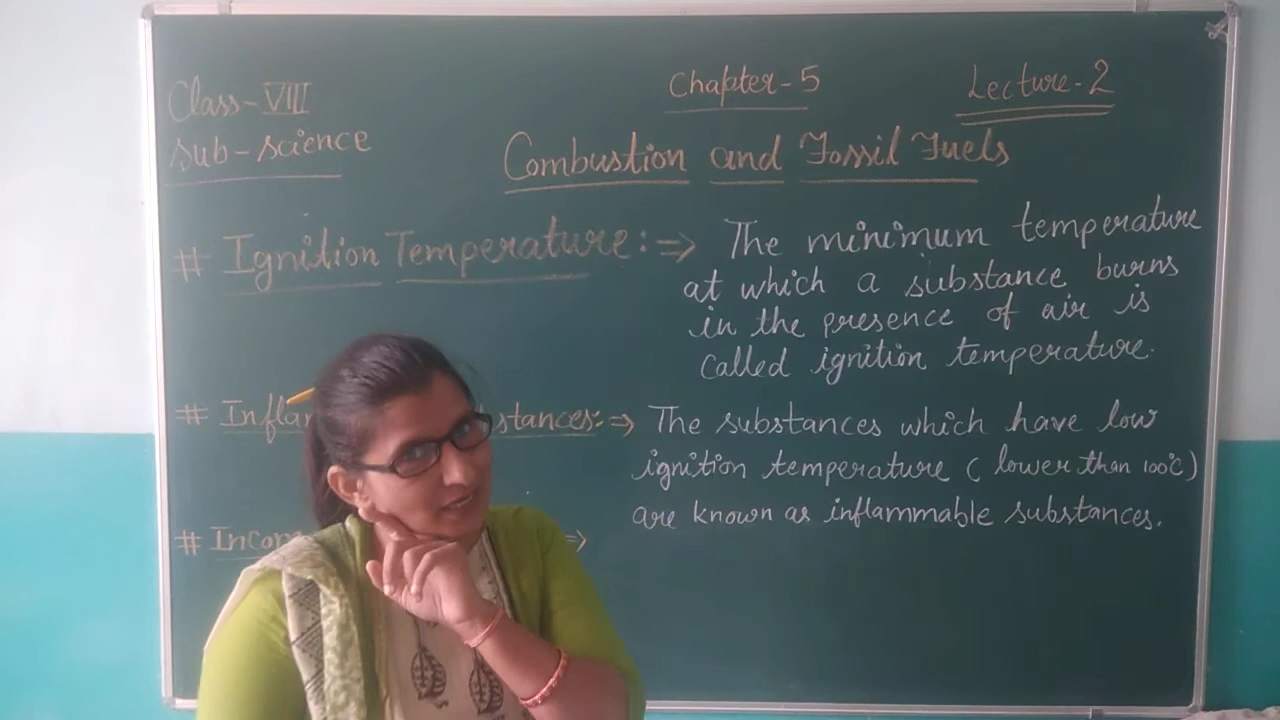 Class-VIII
Chapter-5
Lecture-2
Sub-science
Combustion and Fossil Fuels
# Ignition Temperature:⇒ The minimum temperature
at which a substance burns
in the presence of air is
called ignition temperature.
# stances:⇒ The substances which have low
ignition temperature (lower than 100°C)
are known as inflammable substances.
# ⇒